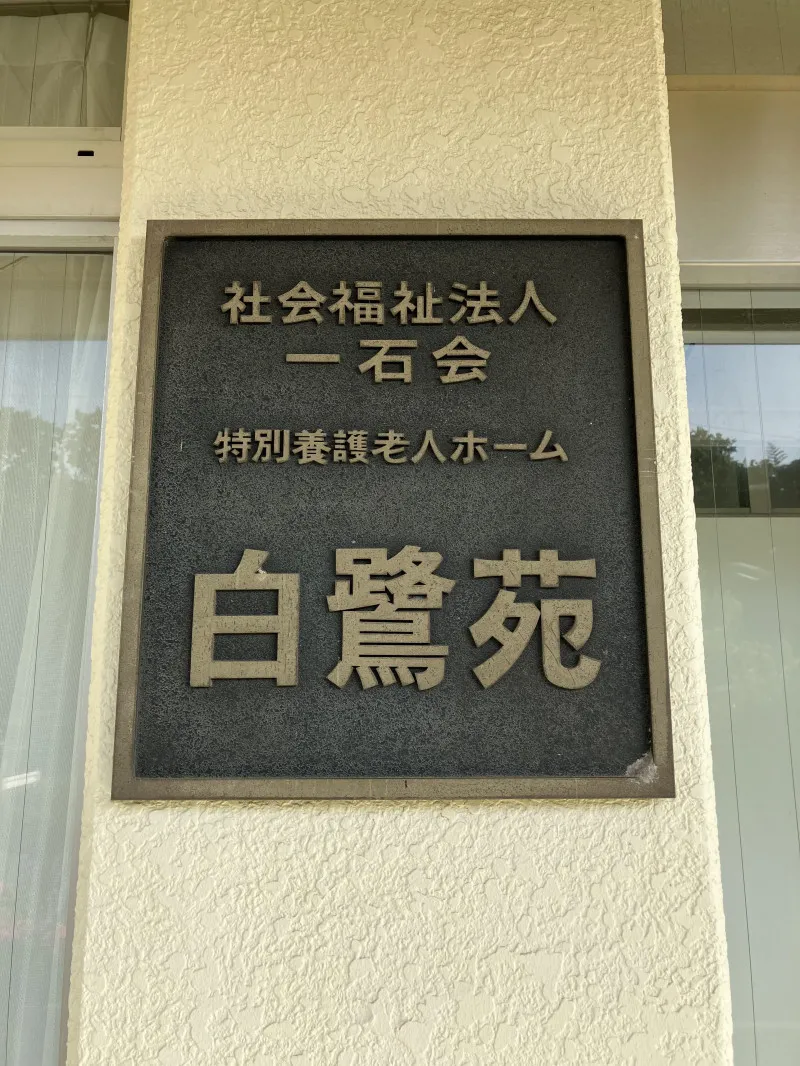 社会福祉法人
一石会
特別養護老人ホーム
白鷺苑